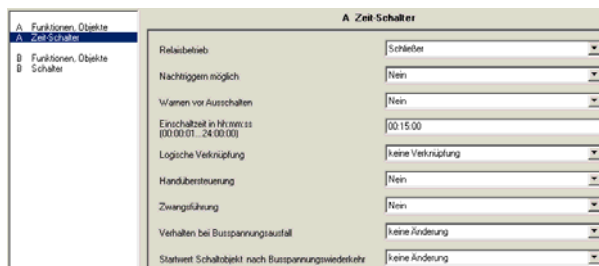 A Funktionen, Objekte
A Zeit-Schalter
B Funktionen, Objekte
B Schalter
A Zeit-Schalter
Relaisbetrieb Schließer
Nachtriggern möglich Nein
Warnen vor Ausschalten Nein
Einschaltzeit in hh:mm:ss
(00:00:01...24:00:00) 00:15:00
Logische Verknüpfung keine Verknüpfung
Handübersteuerung Nein
Zwangsführung Nein
Verhalten bei Busspannungsausfall keine Änderung
Startwert Schaltobjekt nach Busspannungswiederkehr keine Änderung